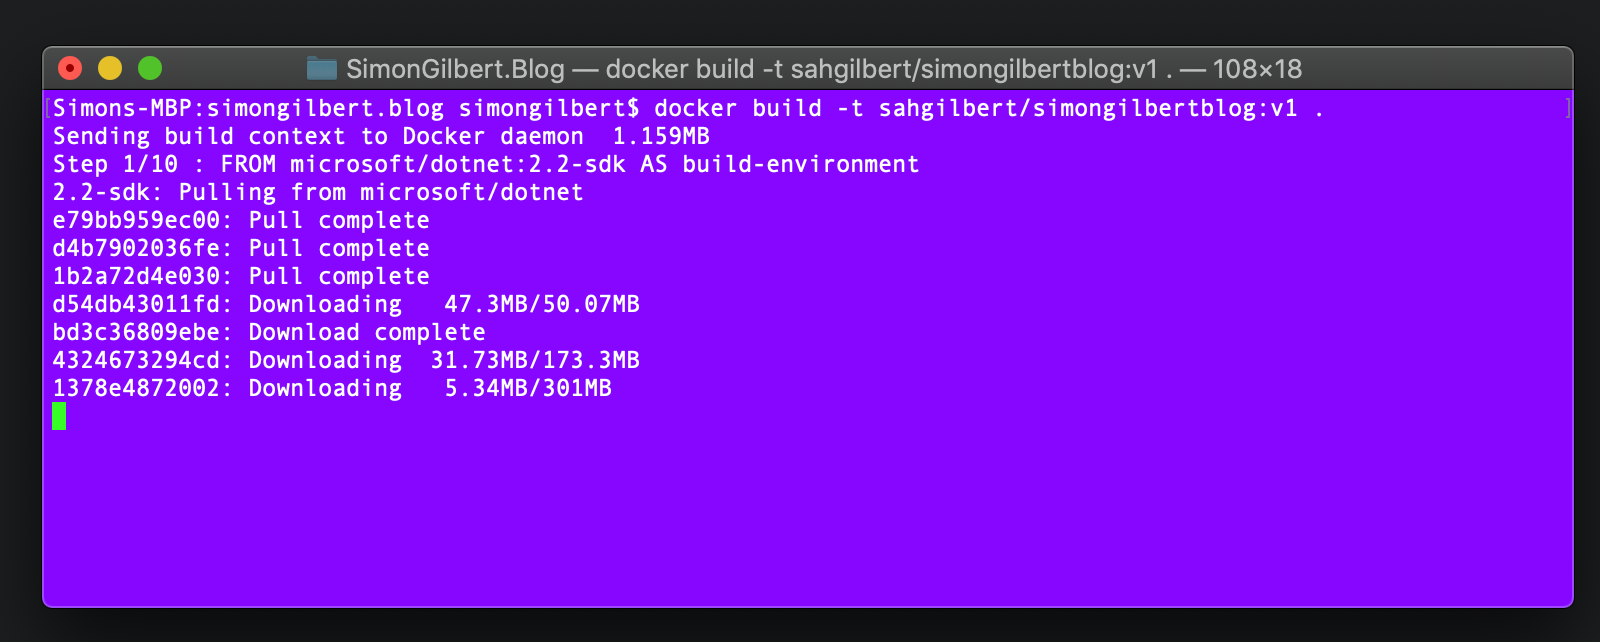 SimonGilbert.Blog — docker build -t sahgilbert/simongilbertblog:v1 . — 108×18
[Simons-MBP:simongilbert.blog simongilbert$ docker build -t sahgilbert/simongilbertblog:v1 . ]
Sending build context to Docker daemon  1.159MB
Step 1/10 : FROM microsoft/dotnet:2.2-sdk AS build-environment
2.2-sdk: Pulling from microsoft/dotnet
e79bb959ec00: Pull complete
d4b7902036fe: Pull complete
1b2a72d4e030: Pull complete
d54db43011fd: Downloading   47.3MB/50.07MB
bd3c36809ebe: Download complete
4324673294cd: Downloading  31.73MB/173.3MB
1378e4872002: Downloading   5.34MB/301MB